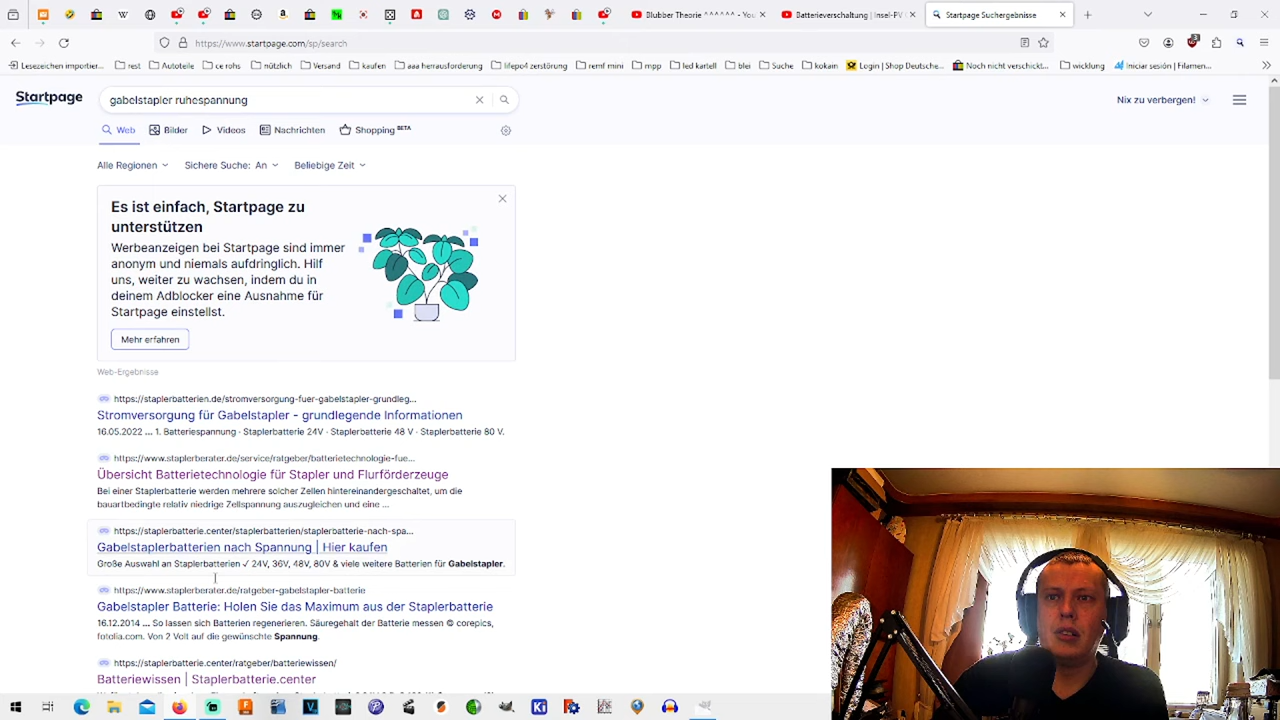 Blubber Theorie ^^^^^^ - You
Batterieverschaltung | Insel-PV
Startpage Suchergebnisse
https://www.startpage.com/sp/search
Lesezeichen importier...
rest
Autoteile
ce rohs
nützlich
Versand
kaufen
aaa herausforderung
lifepo4 zerstörung
remf mini
mpp
led kartell
blei
Suche
kokain
Login | Shop Deutsche...
Noch nicht verschickt...
wicklung
Iniciar sesión | Filamen...
Startpage
gabelstapler ruhespannung
Nix zu verbergen!
Web
Bilder
Videos
Nachrichten
Shopping BETA
Alle Regionen
Sichere Suche: An
Beliebige Zeit
Es ist einfach, Startpage zu
unterstützen
Werbeanzeigen bei Startpage sind immer
anonym und niemals aufdringlich. Hilf
uns, weiter zu wachsen, indem du in
deinem Adblocker eine Ausnahme für
Startpage einstellst.
Mehr erfahren
Web-Ergebnisse
https://staplerbatterien.de/stromversorgung-fuer-gabelstapler-grundleg...
Stromversorgung für Gabelstapler - grundlegende Informationen
16.05.2022 ... 1. Batteriespannung · Staplerbatterie 24V · Staplerbatterie 48 V · Staplerbatterie 80 V.
https://www.staplerberater.de/service/ratgeber/batterietechnologie-fue...
Übersicht Batterietechnologie für Stapler und Flurförderzeuge
Bei einer Staplerbatterie werden mehrere solcher Zellen hintereinandergeschaltet, um die
bauartbedingte relativ niedrige Zellspannung auszugleichen und eine ...
https://staplerbatterie.center/staplerbatterien/staplerbatterie-nach-spa...
Gabelstaplerbatterien nach Spannung | Hier kaufen
Große Auswahl an Staplerbatterien ✓ 24V, 36V, 48V, 80V & viele weitere Batterien für Gabelstapler.
https://www.staplerberater.de/ratgeber-gabelstapler-batterie
Gabelstapler Batterie: Holen Sie das Maximum aus der Staplerbatterie
16.12.2014 ... So lassen sich Batterien regenerieren. Säuregehalt der Batterie messen © corepics,
fotolia.com. Von 2 Volt auf die gewünschte Spannung.
https://staplerbatterie.center/ratgeber/batteriewissen/
Batteriewissen | Staplerbatterie.center